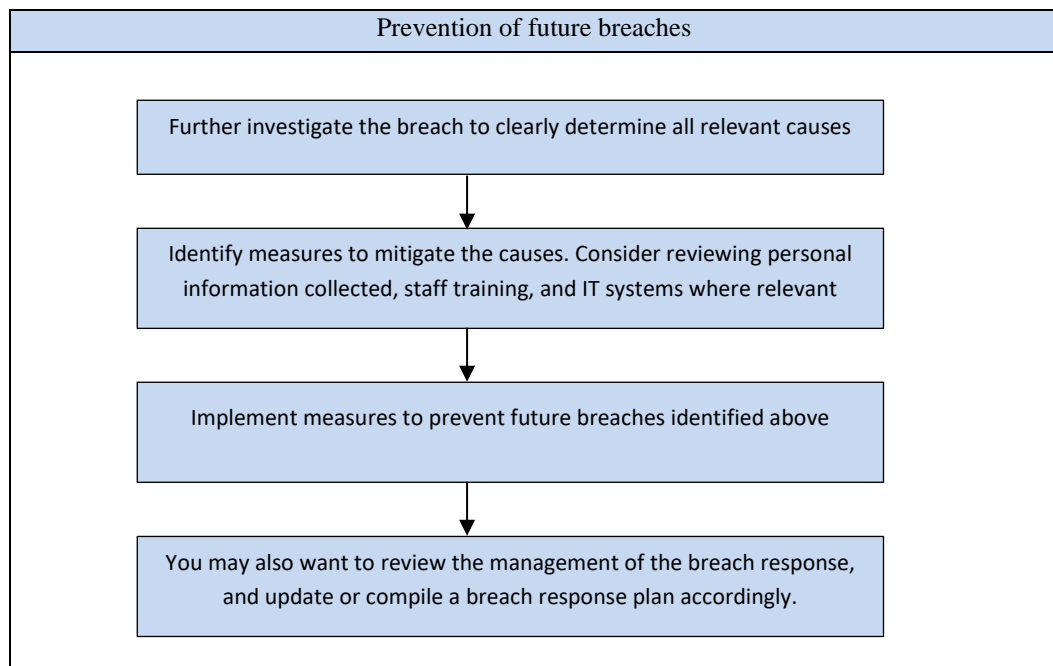 Prevention of future breaches
Further investigate the breach to clearly determine all relevant causes
Identify measures to mitigate the causes. Consider reviewing personal
information collected, staff training, and IT systems where relevant
Implement measures to prevent future breaches identified above
You may also want to review the management of the breach response,
and update or compile a breach response plan accordingly.